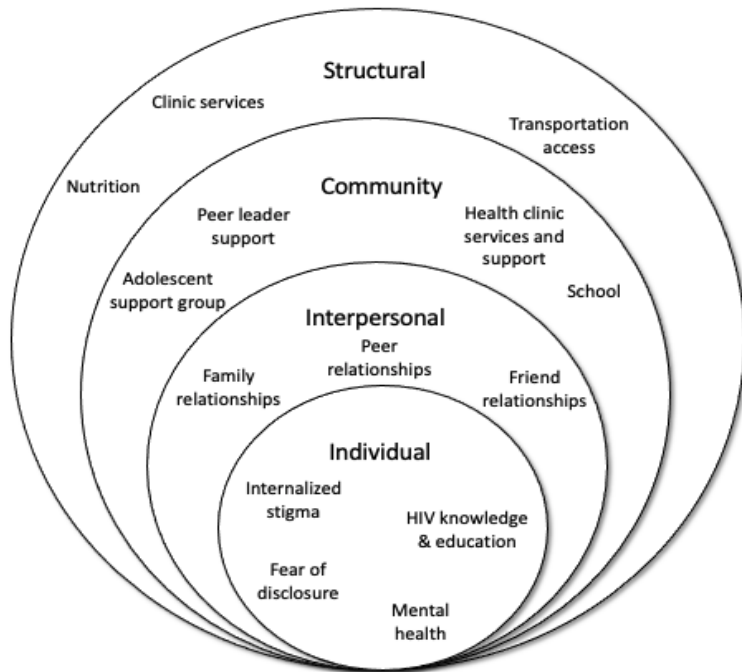 Structural
Clinic services
Transportation
access
Nutrition
Community
Peer leader
support
Health clinic
services and
support
Adolescent
support group
School
Interpersonal
Peer
relationships
Family
relationships
Friend
relationships
Individual
Internalized
stigma
HIV knowledge
& education
Fear of
disclosure
Mental
health